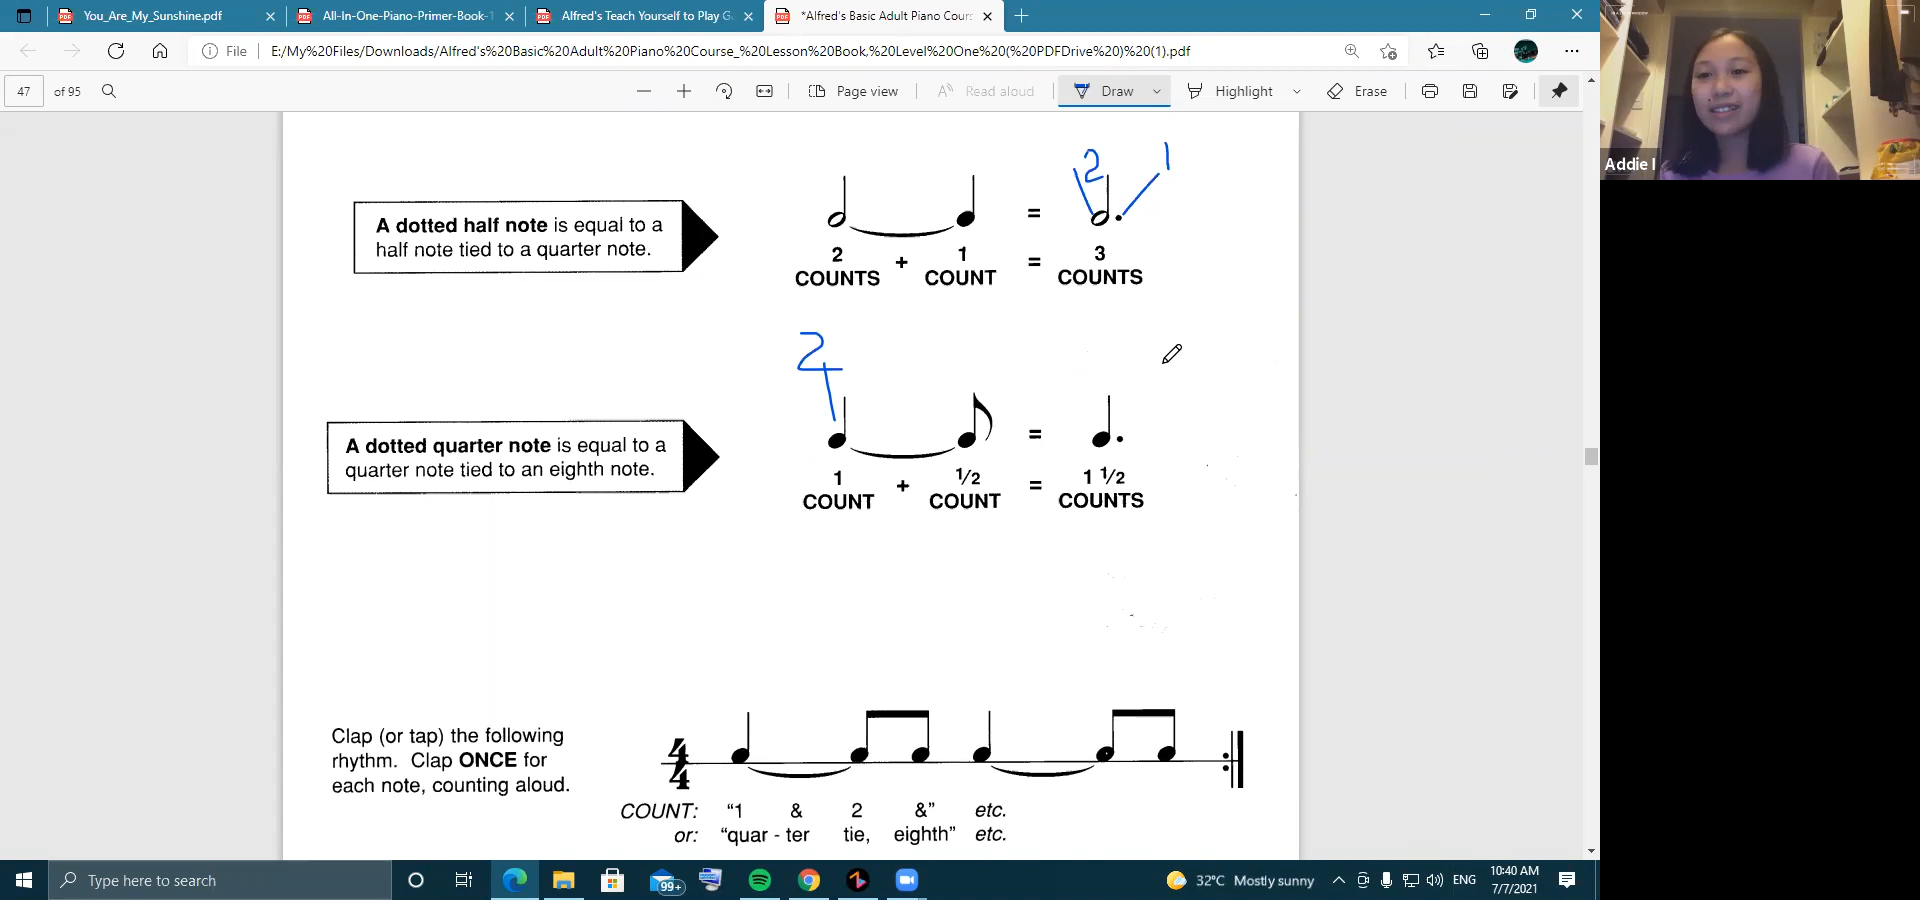 You_Are_My_Sunshine.pdf
All-In-One-Piano-Primer-Book-1
Alfred's Teach Yourself to Play G
*Alfred's Basic Adult Piano Cour
File
E:/My%20Files/Downloads/Alfred's%20Basic%20Adult%20Piano%20Course_%20Lesson%20Book,%20Level%20One%20(%20PDFDrive%20)%20(1).pdf
47 of 95
Page view
Read aloud
Draw
Highlight
Erase
Addie I
2 1
A dotted half note is equal to a
half note tied to a quarter note.
=
2 + 1 = 3
COUNTS COUNT COUNTS
2
A dotted quarter note is equal to a
quarter note tied to an eighth note.
=
1 + 1/2 = 1 1/2
COUNT COUNT COUNTS
Clap (or tap) the following
rhythm. Clap ONCE for
each note, counting aloud.
4
4
COUNT: “1 & 2 &” etc.
or: “quar - ter tie, eighth” etc.
Type here to search
99+
32°C Mostly sunny
ENG
10:40 AM
7/7/2021